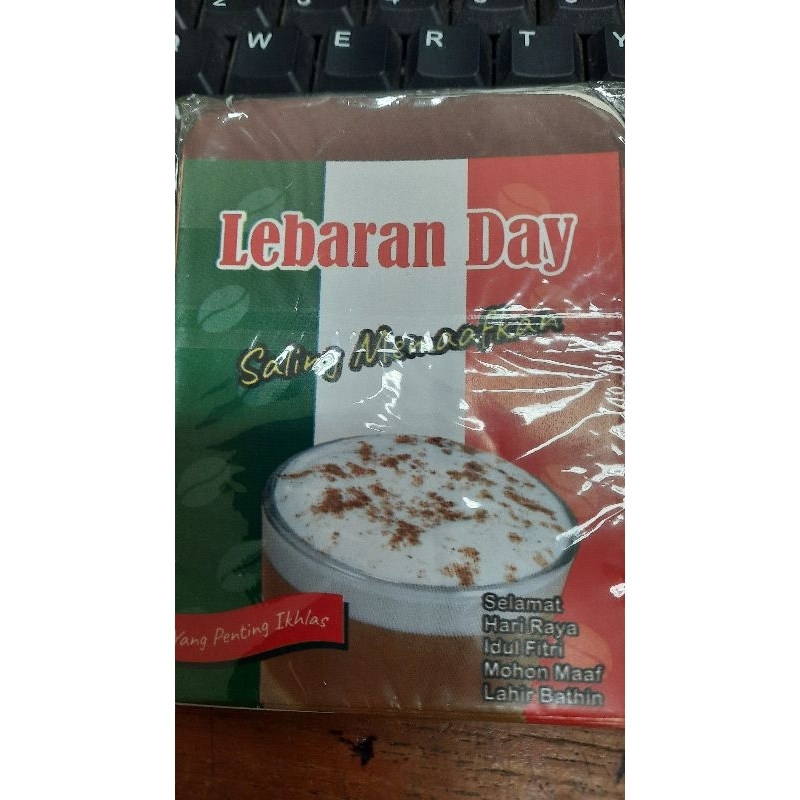 W E R T Y
Lebaran Day
Saling Memaafkan
Yang Penting Ikhlas
Selamat
Hari Raya
Idul Fitri
Mohon Maaf
Lahir Bathin